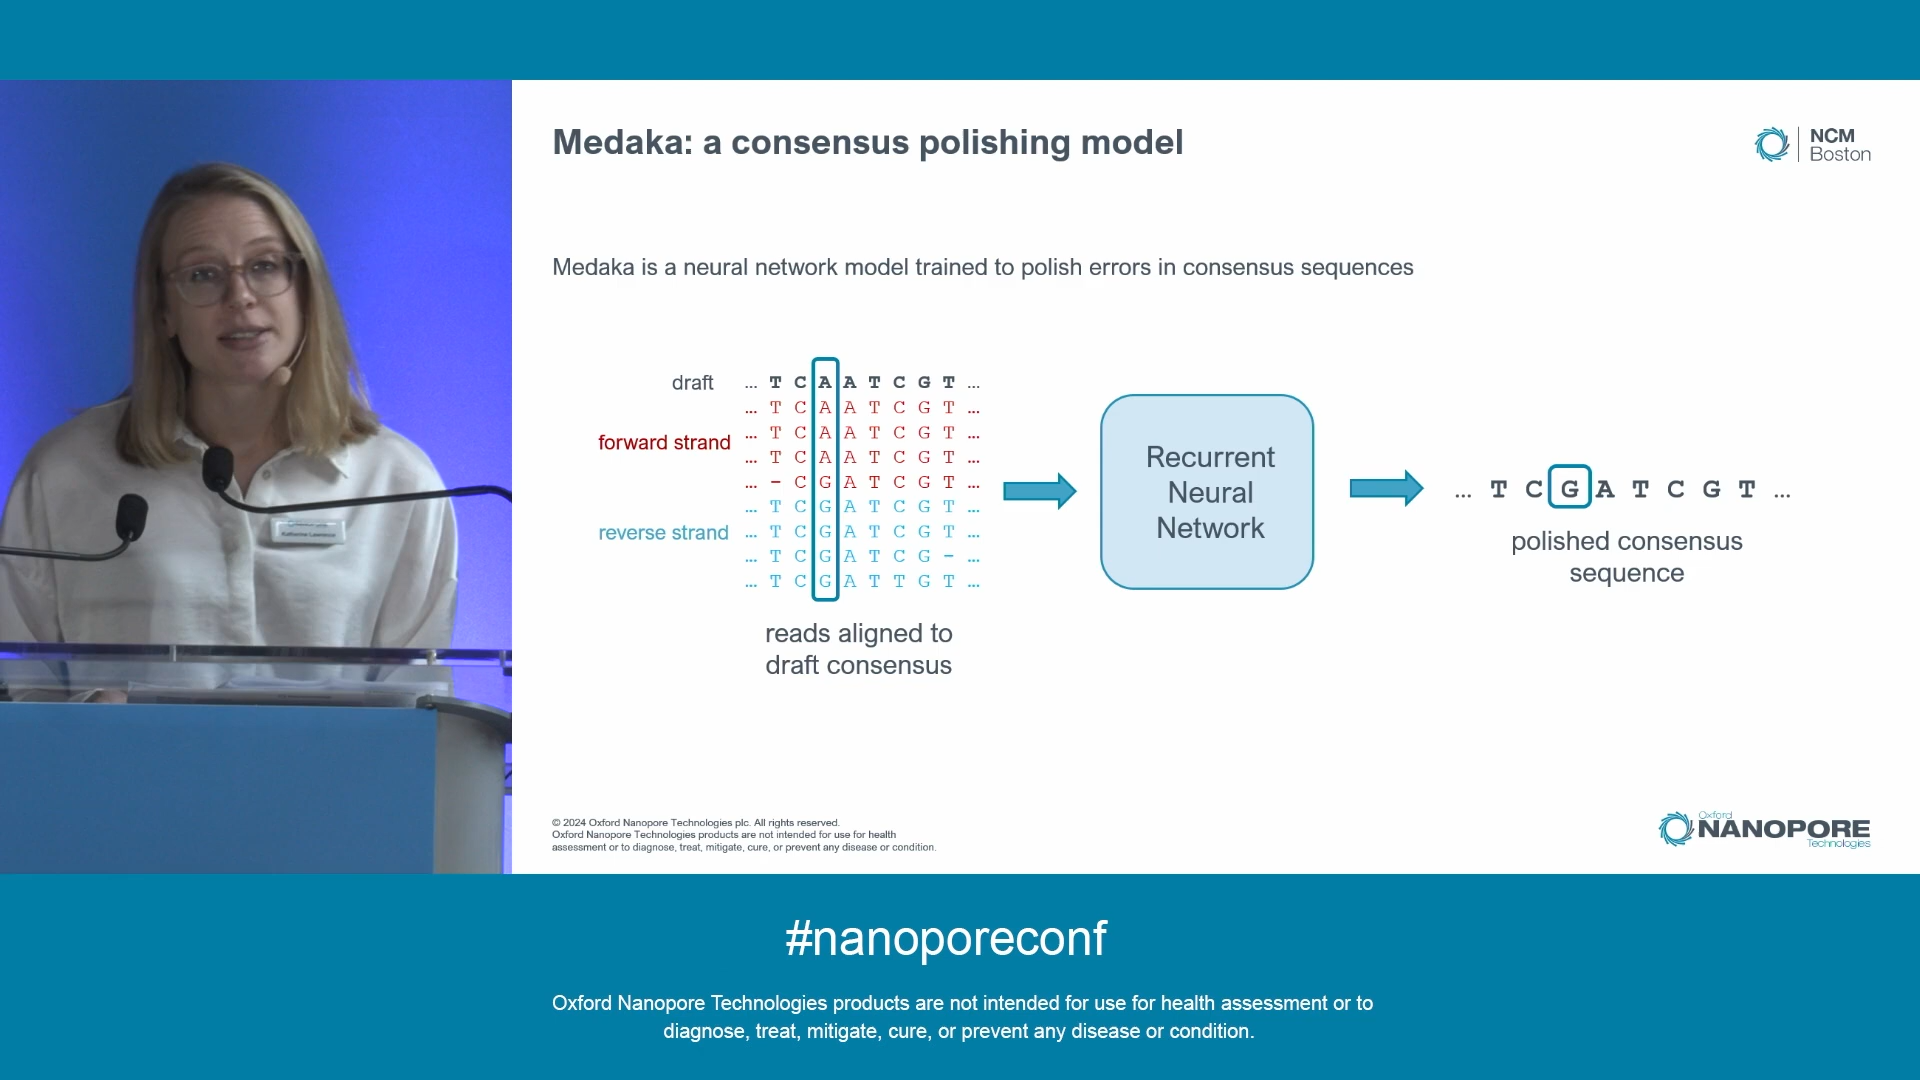 Medaka: a consensus polishing model
NCM
Boston
Medaka is a neural network model trained to polish errors in consensus sequences
draft ... T C A A T C G T ...
... T C A A T C G T ...
... T C A A T C G T ...
forward strand
... T C A A T C G T ...
... - C G A T C G T ...
... T C G A T C G T ...
reverse strand ... T C G A T C G T ...
... T C G A T C G - ...
... T C G A T T G T ...
reads aligned to
draft consensus
Recurrent
Neural
Network
... T C G A T C G T ...
polished consensus
sequence
Katherine Lawrence
© 2024 Oxford Nanopore Technologies plc. All rights reserved.
Oxford Nanopore Technologies products are not intended for use for health
assessment or to diagnose, treat, mitigate, cure, or prevent any disease or condition.
Oxford
NANOPORE
Technologies
#nanoporeconf
Oxford Nanopore Technologies products are not intended for use for health assessment or to
diagnose, treat, mitigate, cure, or prevent any disease or condition.